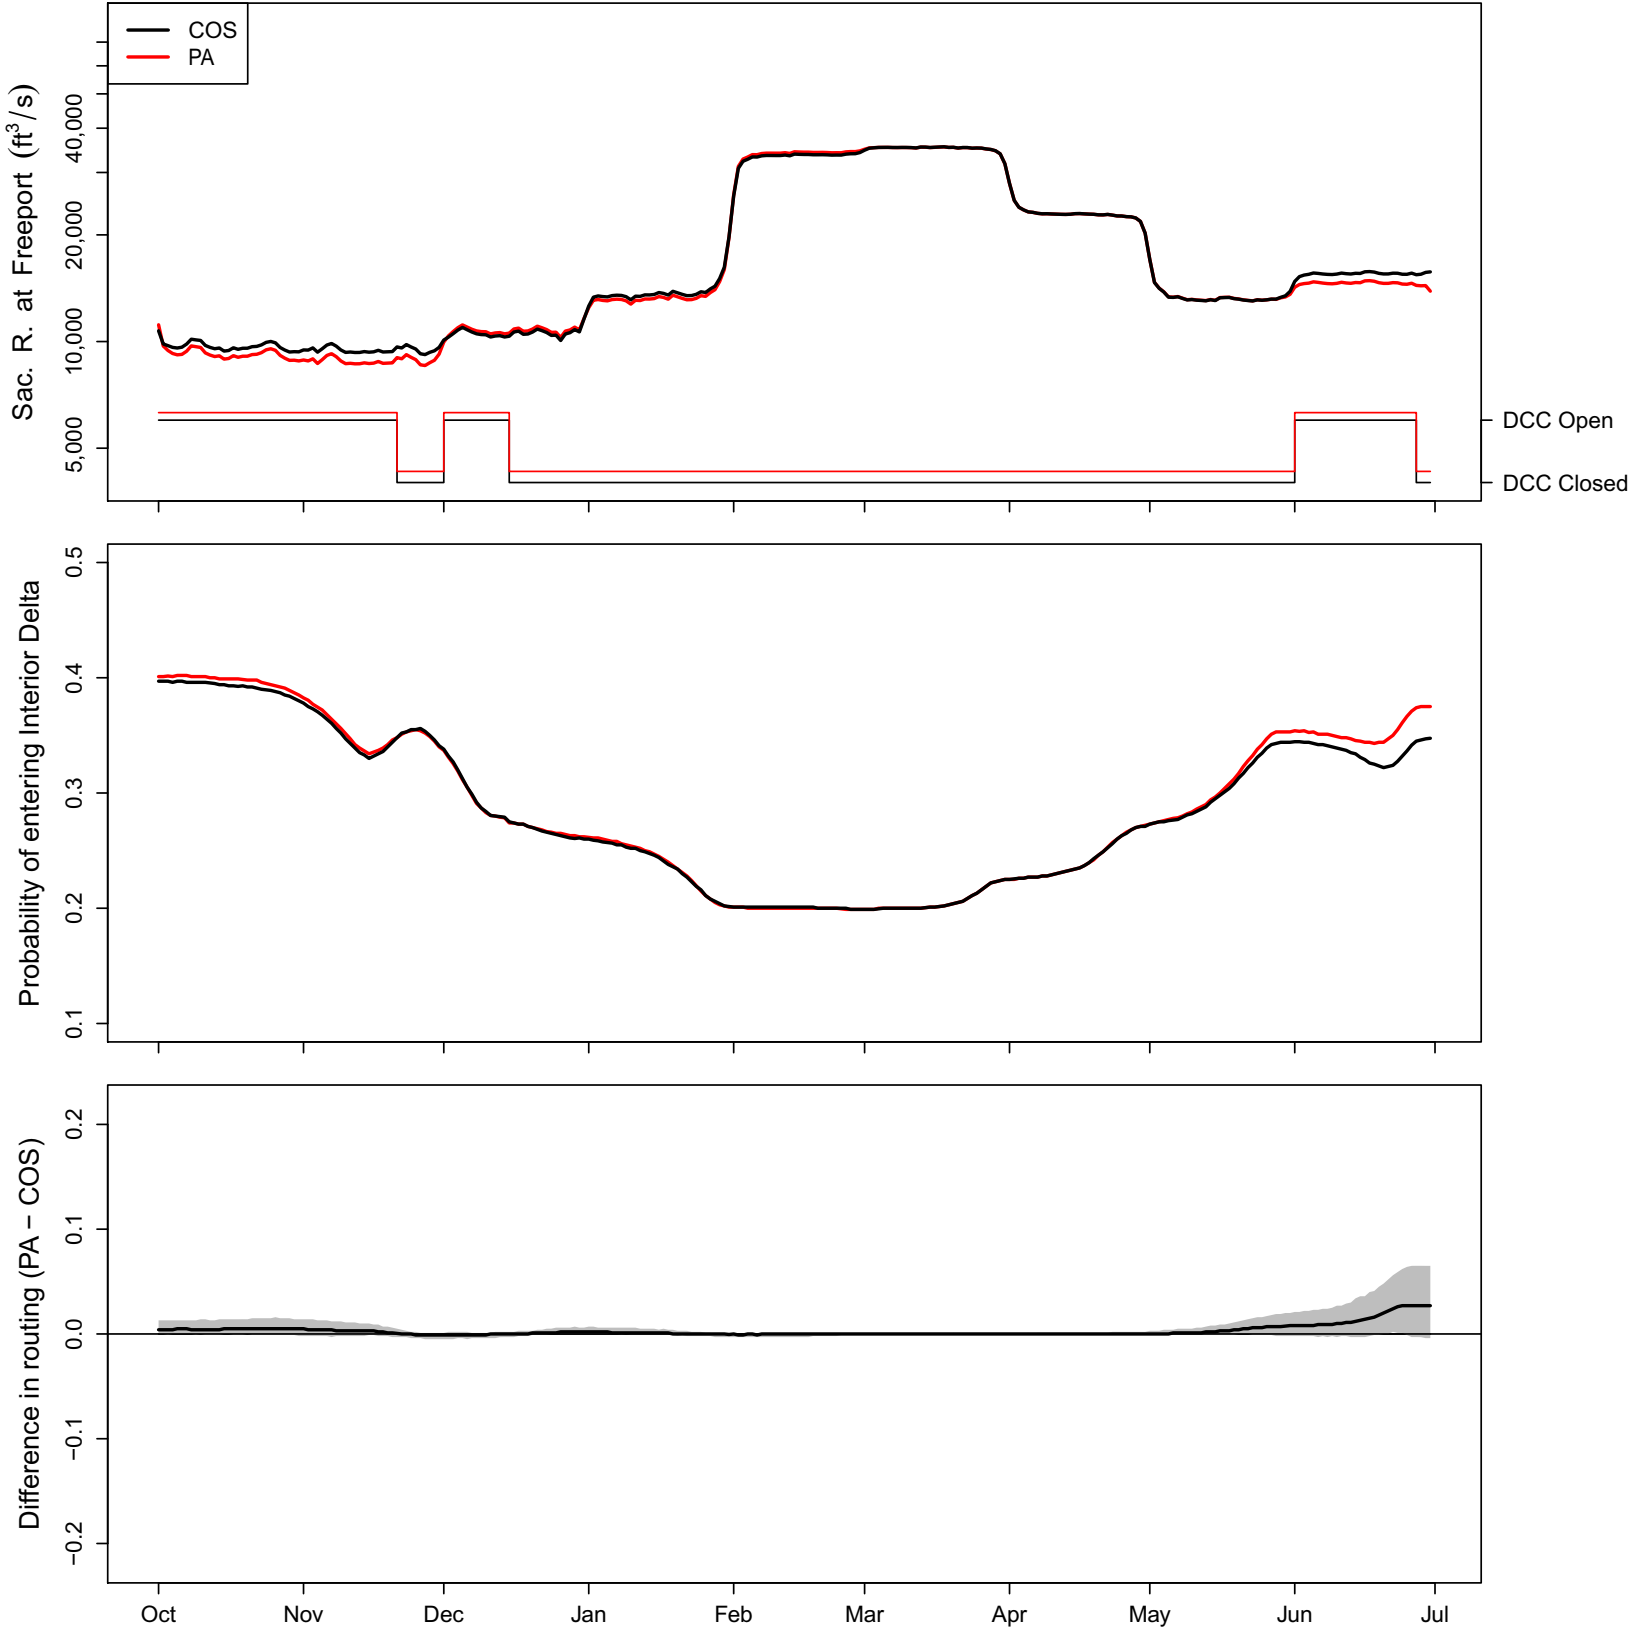 COS
PA
Sac. R. at Freeport (ft³/s)
40,000
20,000
10,000
5,000
DCC Open
DCC Closed
Probability of entering Interior Delta
0.5
0.4
0.3
0.2
0.1
Difference in routing (PA − COS)
0.2
0.1
0.0
−0.1
−0.2
Oct Nov Dec Jan Feb Mar Apr May Jun Jul